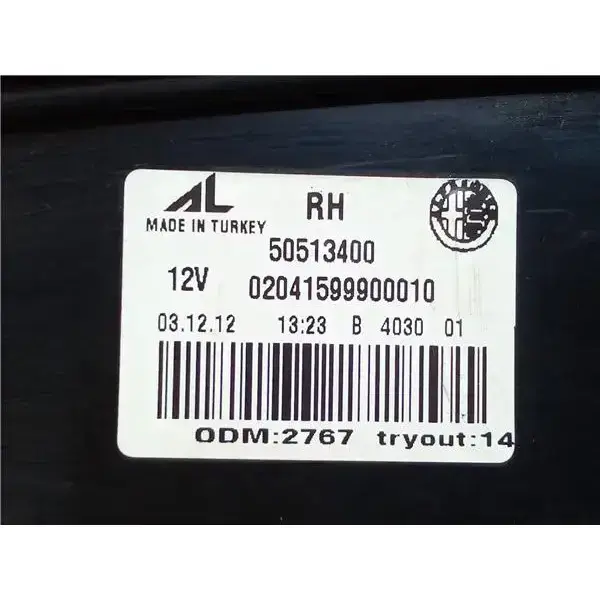 AL RH
MADE IN TURKEY
50513400
12V 02041599900010
03.12.12 13:23 B 4030 01
ODM:2767 tryout:14